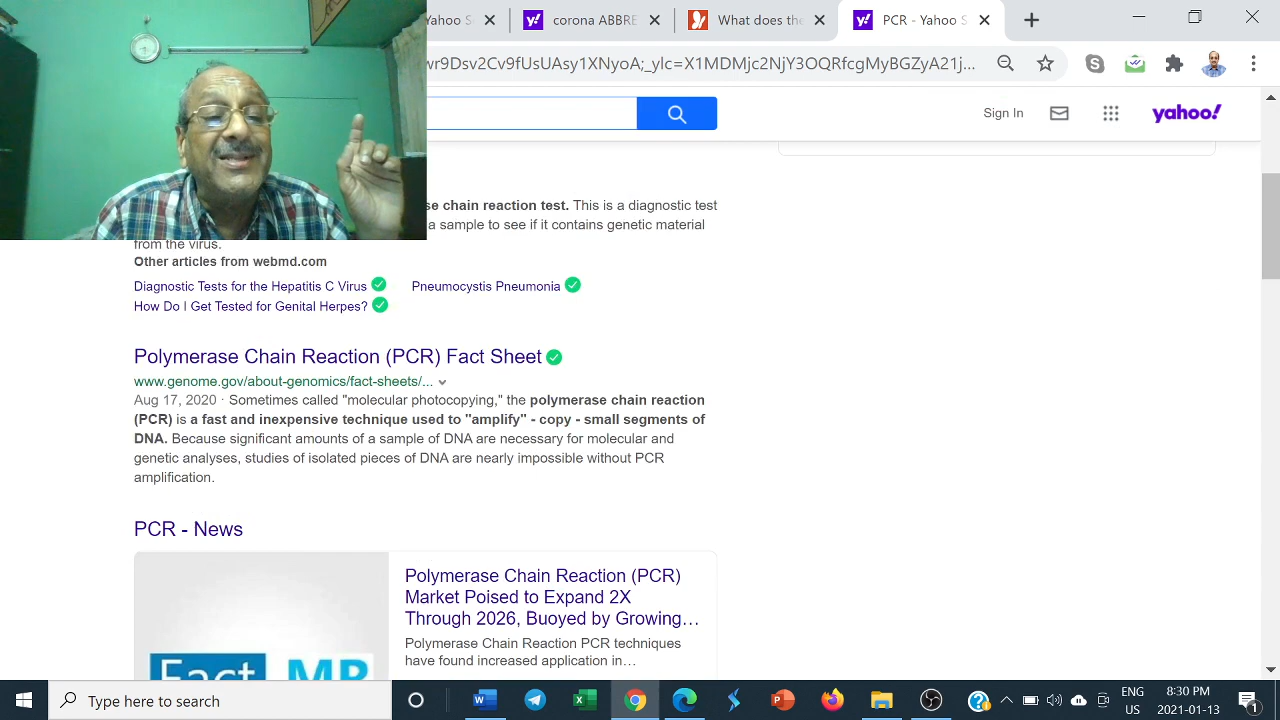 Yahoo S
corona ABBRE
What does the
PCR - Yahoo S
wr9Dsv2Cv9fUsUAsy1XNyoA;_ylc=X1MDMjc2NjY3OQRfcgMyBGZyA21j...
Sign In
yahoo!
se chain reaction test. This is a diagnostic test
a sample to see if it contains genetic material
from the virus.
Other articles from webmd.com
Diagnostic Tests for the Hepatitis C Virus
Pneumocystis Pneumonia
How Do I Get Tested for Genital Herpes?
Polymerase Chain Reaction (PCR) Fact Sheet
www.genome.gov/about-genomics/fact-sheets/...
Aug 17, 2020 · Sometimes called "molecular photocopying," the polymerase chain reaction
(PCR) is a fast and inexpensive technique used to "amplify" - copy - small segments of
DNA. Because significant amounts of a sample of DNA are necessary for molecular and
genetic analyses, studies of isolated pieces of DNA are nearly impossible without PCR
amplification.
PCR - News
Polymerase Chain Reaction (PCR)
Market Poised to Expand 2X
Through 2026, Buoyed by Growing...
Polymerase Chain Reaction PCR techniques
have found increased application in...
Fact MR
Type here to search
ENG
US
8:30 PM
2021-01-13